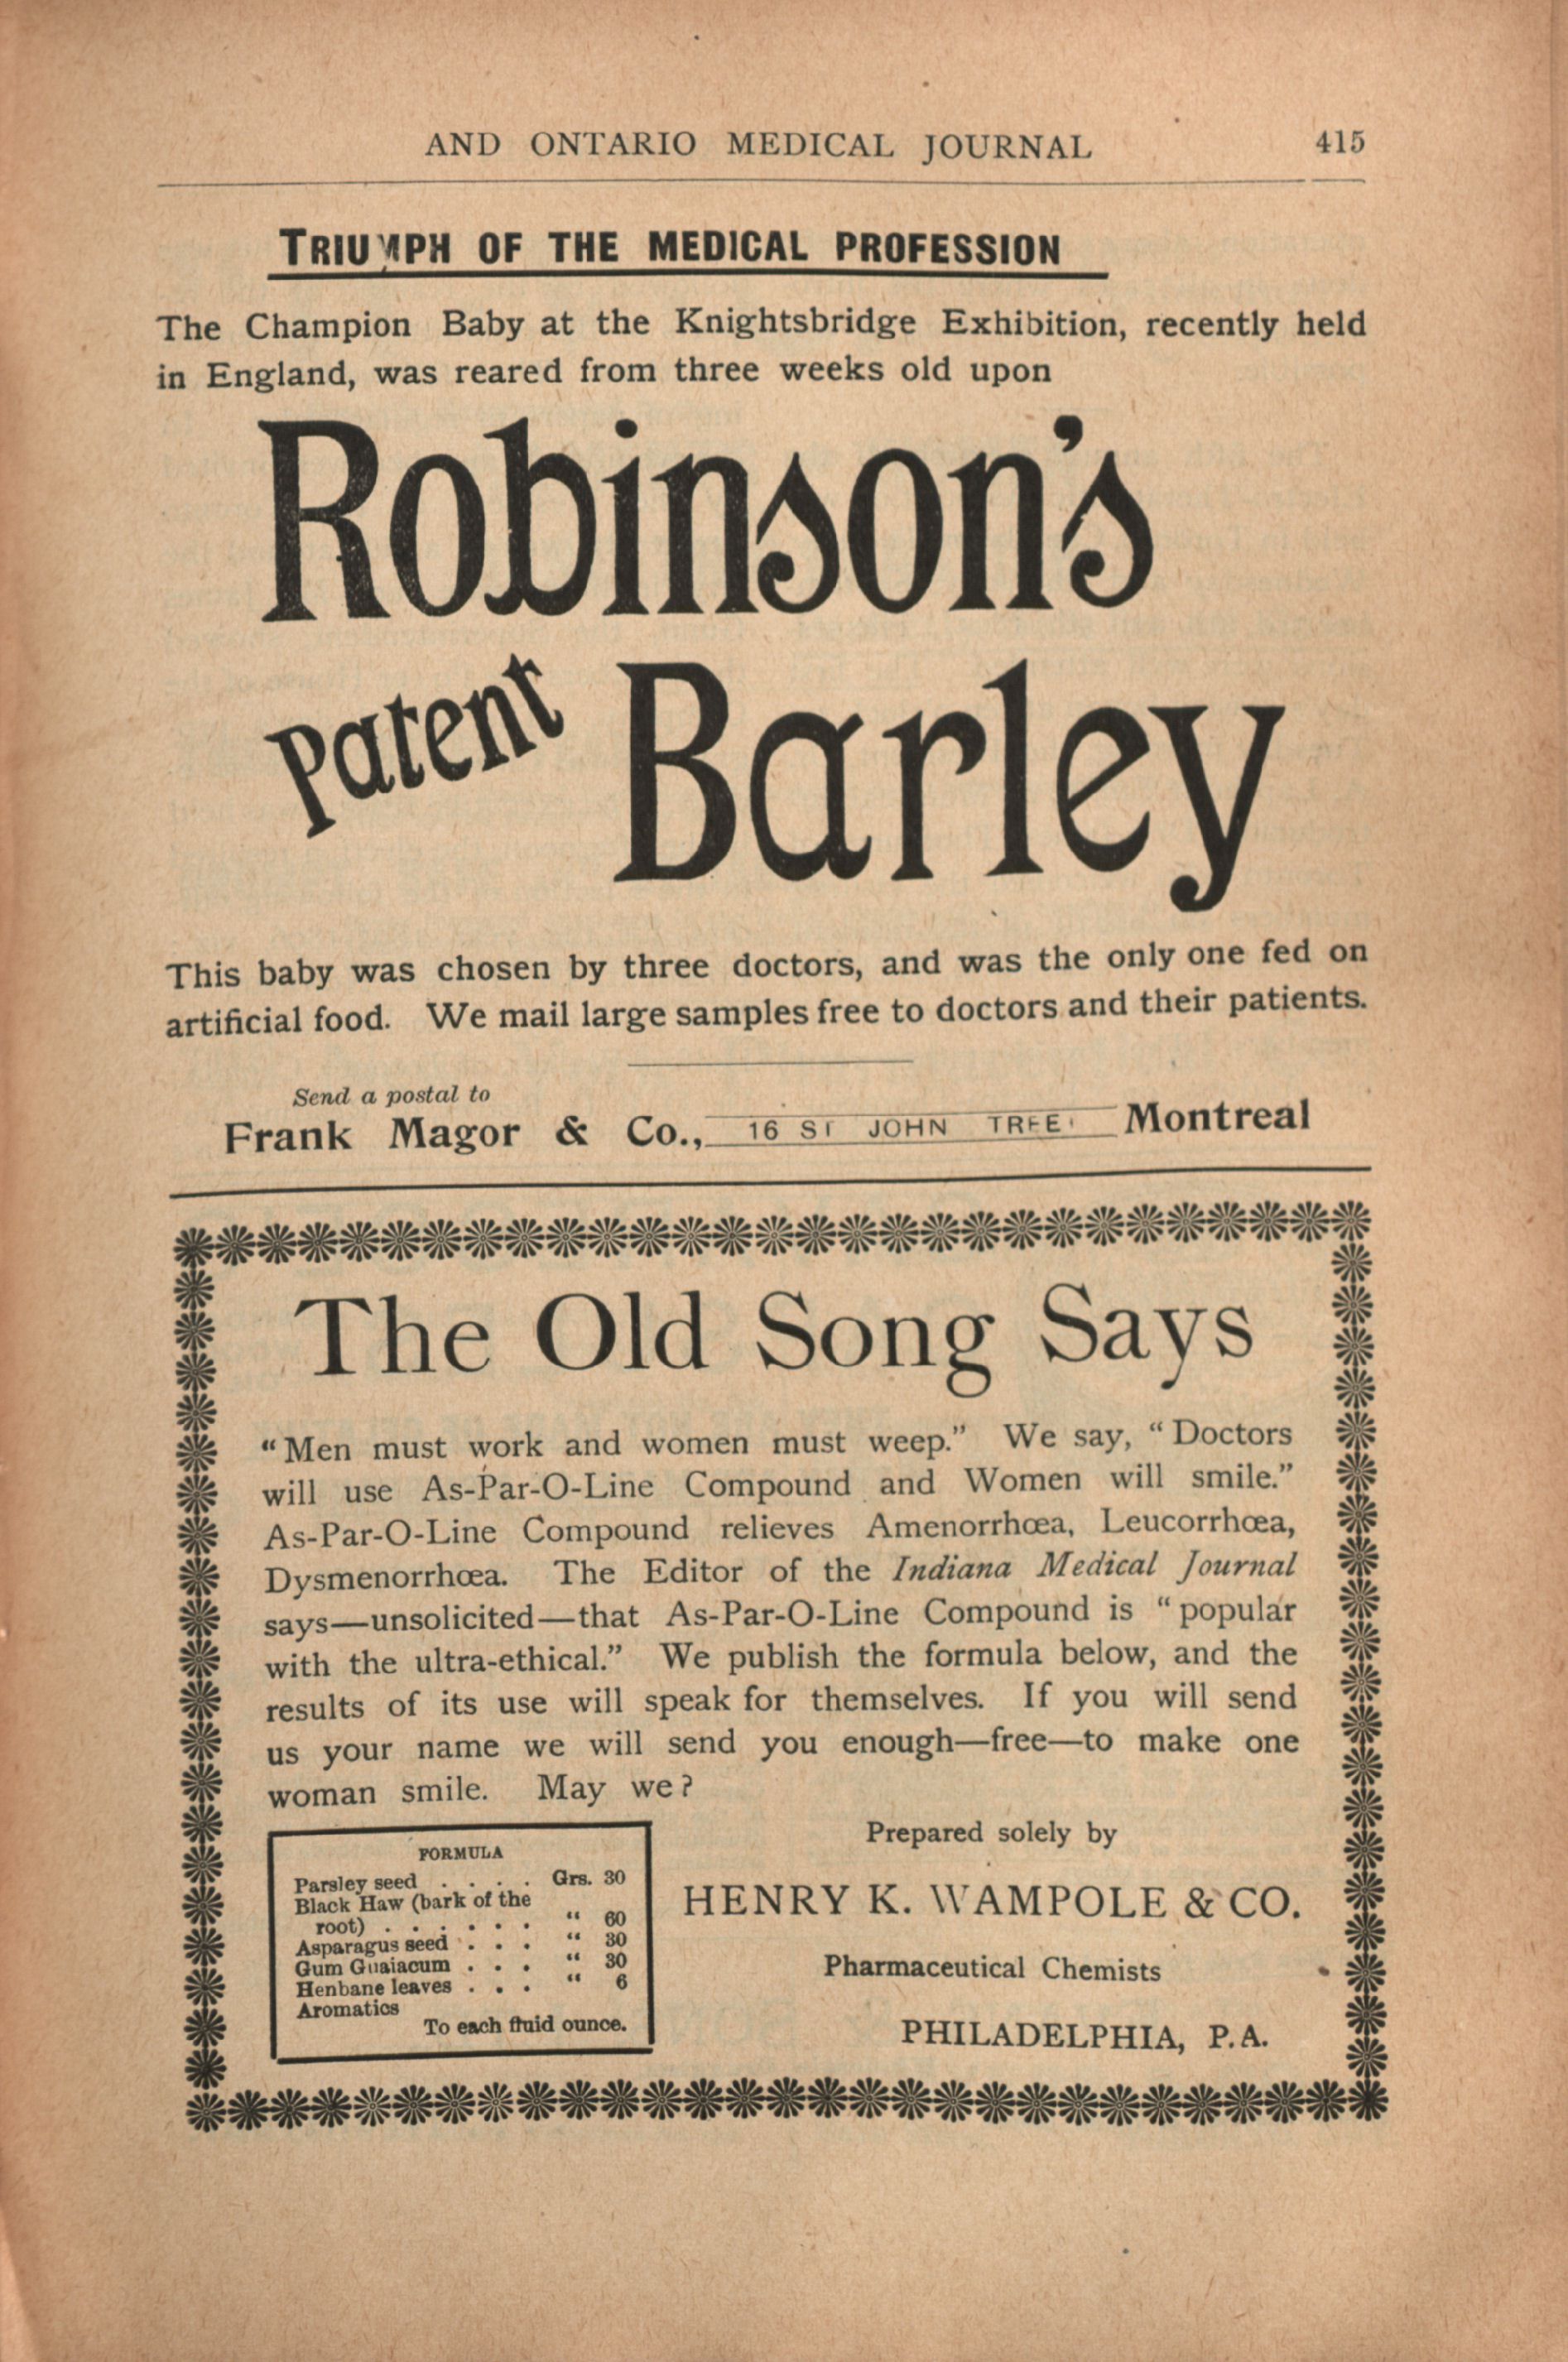 AND ONTARIO MEDICAL JOURNAL 415
TRIUMPH OF THE MEDICAL PROFESSION
The Champion Baby at the Knightsbridge Exhibition, recently held
in England, was reared from three weeks old upon
Robinson's
Patent Barley
This baby was chosen by three doctors, and was the only one fed on
artificial food. We mail large samples free to doctors and their patients.
Send a postal to
Frank Magor & Co., 16 ST JOHN TREE Montreal
The Old Song Says
“Men must work and women must weep.” We say, “Doctors
will use As-Par-O-Line Compound and Women will smile.”
As-Par-O-Line Compound relieves Amenorrhœa, Leucorrhœa,
Dysmenorrhœa. The Editor of the Indiana Medical Journal
says—unsolicited—that As-Par-O-Line Compound is “popular
with the ultra-ethical.” We publish the formula below, and the
results of its use will speak for themselves. If you will send
us your name we will send you enough—free—to make one
woman smile. May we?
FORMULA
Parsley seed . . . . Grs. 30
Black Haw (bark of the
root) . . . . . . “ 60
Asparagus seed . . . “ 30
Gum Guaiacum . . . “ 30
Henbane leaves . . . “ 6
Aromatics
To each fluid ounce.
Prepared solely by
HENRY K. WAMPOLE & CO.
Pharmaceutical Chemists
PHILADELPHIA, P.A.